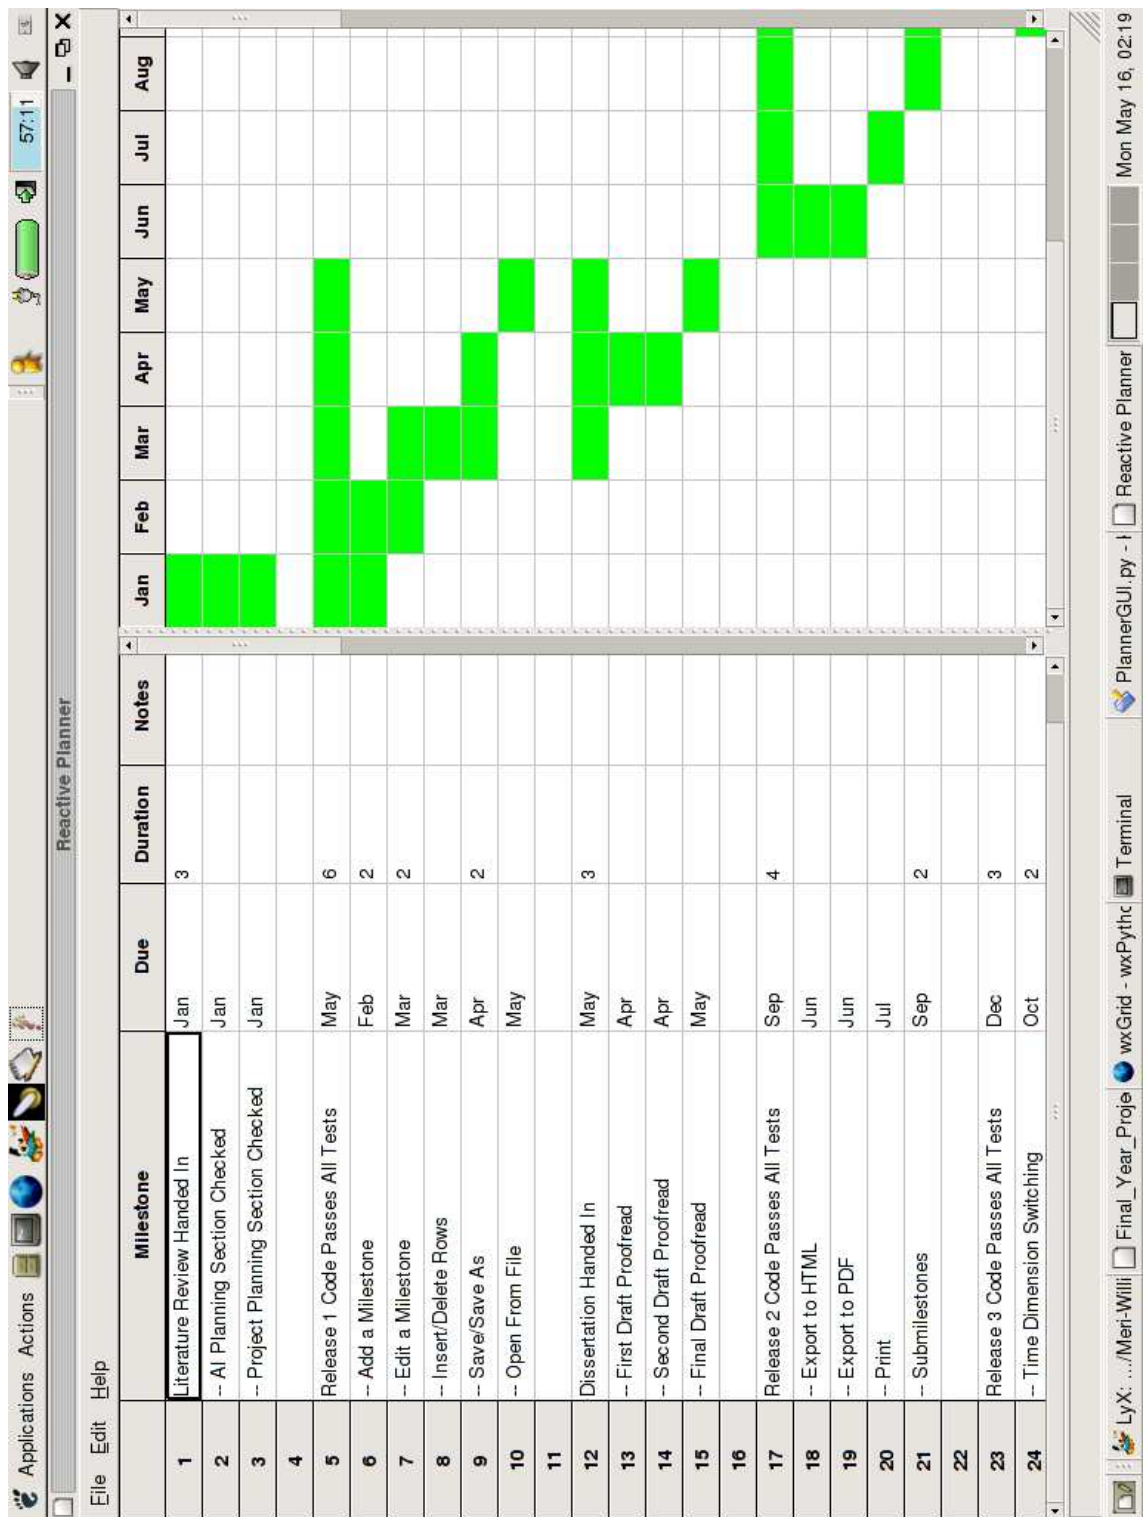 Applications Actions 57:11
Reactive Planner
File Edit Help
Milestone Due Duration Notes Jan Feb Mar Apr May Jun Jul Aug
1 Literature Review Handed In Jan 3
2 -- AI Planning Section Checked Jan
3 -- Project Planning Section Checked Jan
4
5 Release 1 Code Passes All Tests May 6
6 -- Add a Milestone Feb 2
7 -- Edit a Milestone Mar 2
8 -- Insert/Delete Rows Mar
9 -- Save/Save As Apr 2
10 -- Open From File May
11
12 Dissertation Handed In May 3
13 -- First Draft Proofread Apr
14 -- Second Draft Proofread Apr
15 -- Final Draft Proofread May
16
17 Release 2 Code Passes All Tests Sep 4
18 -- Export to HTML Jun
19 -- Export to PDF Jun
20 -- Print Jul
21 -- Submilestones Sep 2
22
23 Release 3 Code Passes All Tests Dec 3
24 -- Time Dimension Switching Oct 2
LyX: .../Meri-Willi Final_Year_Proje wxGrid - wxPythc Terminal PlannerGUI.py - Reactive Planner Mon May 16, 02:19